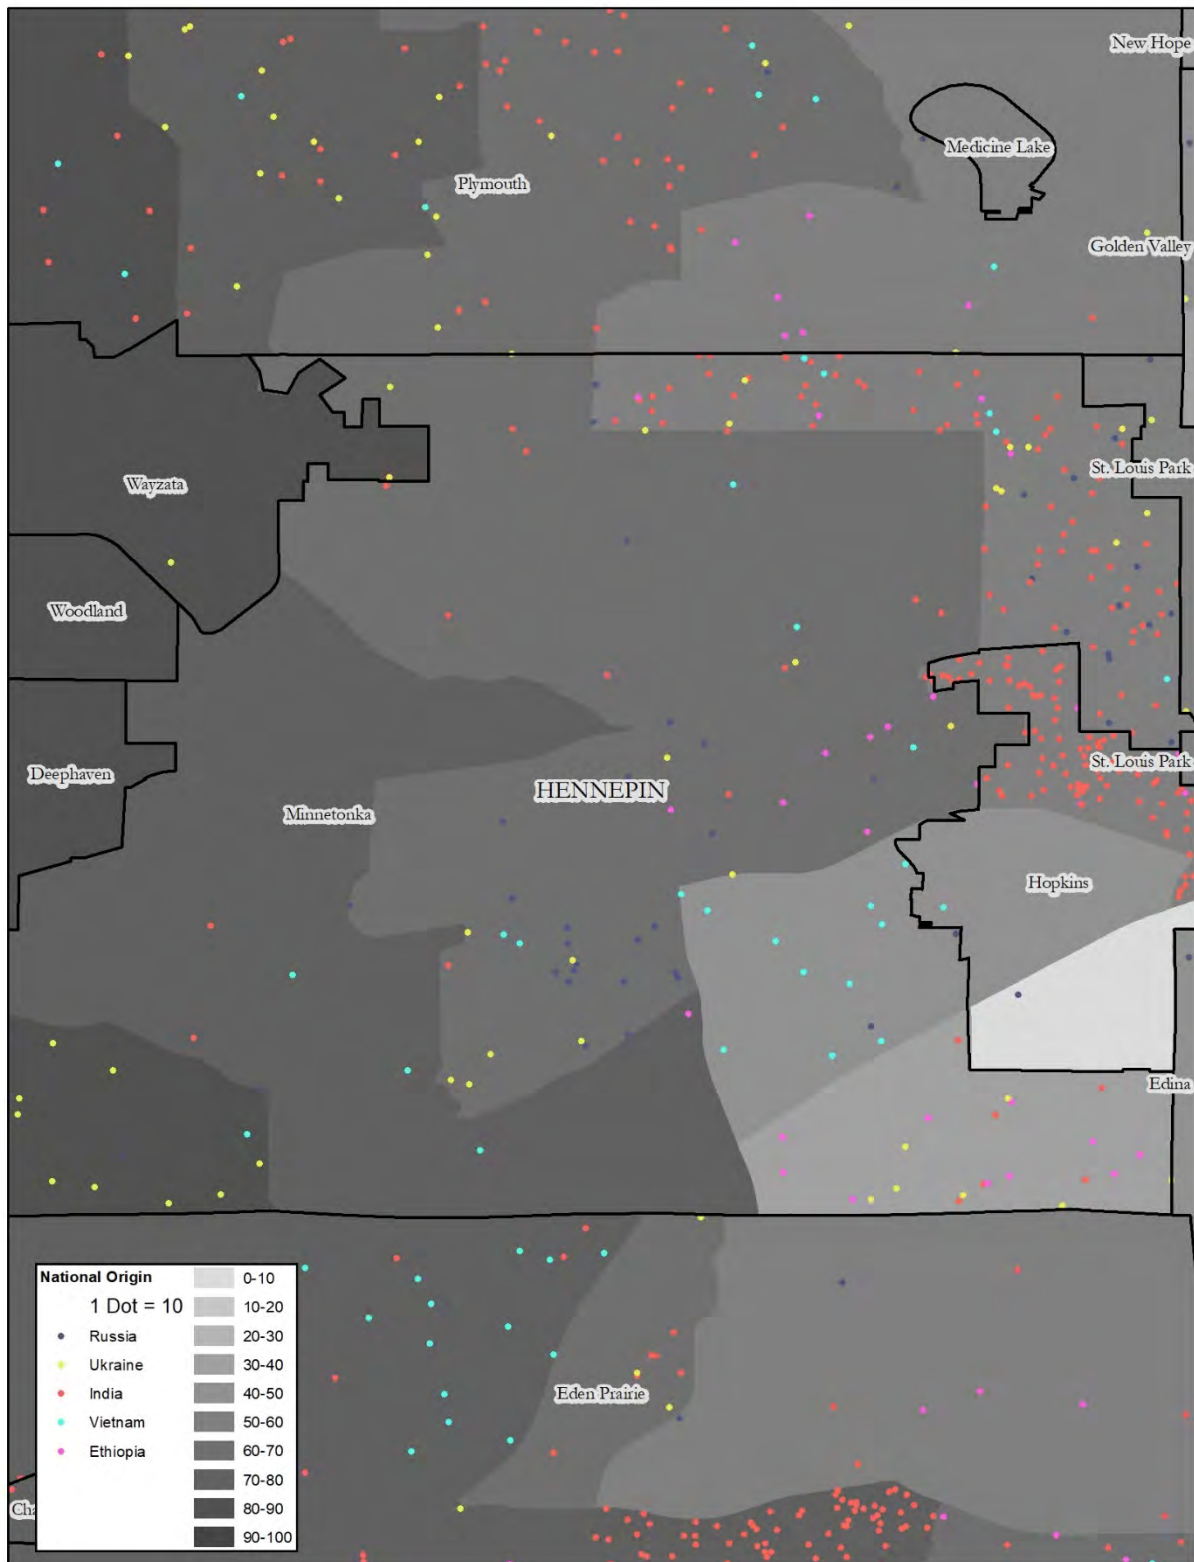 New Hope
Medicine Lake
Plymouth
Golden Valley
Wayzata
St. Louis Park
Woodland
Deephaven
St. Louis Park
HENNEPIN
Minnetonka
Hopkins
Edina
Eden Prairie
Cha
National Origin
1 Dot = 10
Russia
Ukraine
India
Vietnam
Ethiopia
0-10
10-20
20-30
30-40
40-50
50-60
60-70
70-80
80-90
90-100